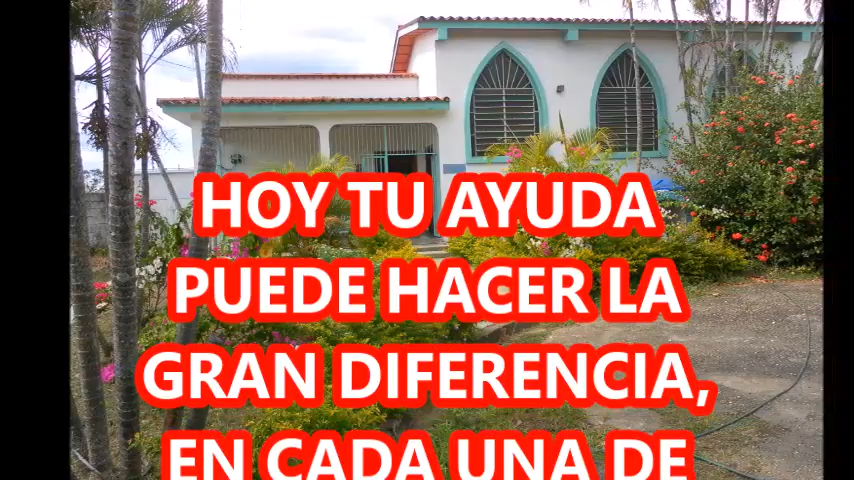 HOY TU AYUDA
PUEDE HACER LA
GRAN DIFERENCIA,
EN CADA UNA DE